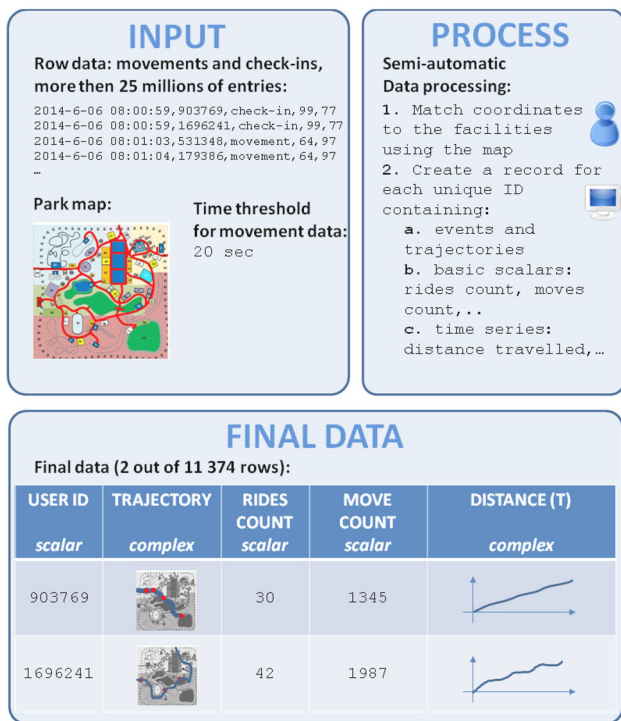 INPUT
Row data: movements and check-ins,
more then 25 millions of entries:
2014-6-06 08:00:59,903769,check-in,99,77
2014-6-06 08:00:59,1696241,check-in,99,77
2014-6-06 08:01:03,531348,movement,64,97
2014-6-06 08:01:04,179386,movement,64,97
…
Park map:
Time threshold
for movement data:
20 sec
PROCESS
Semi-automatic
Data processing:
1. Match coordinates
to the facilities
using the map
2. Create a record for
each unique ID
containing:
a. events and
trajectories
b. basic scalars:
rides count, moves
count,..
c. time series:
distance travelled,…
FINAL DATA
Final data (2 out of 11 374 rows):
USER ID TRAJECTORY RIDES MOVE DISTANCE (T)
COUNT COUNT
scalar complex scalar scalar complex
903769 30 1345
1696241 42 1987